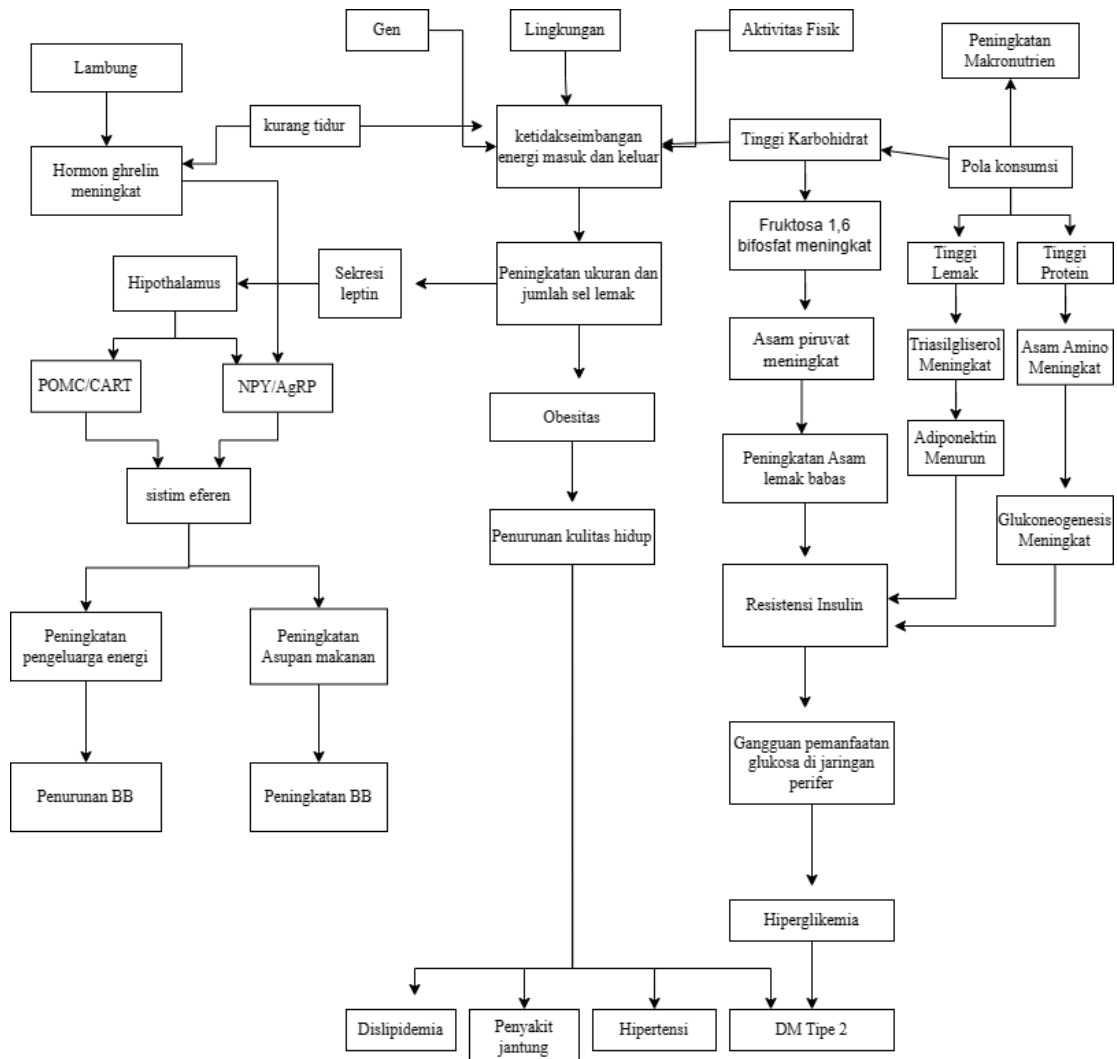 Gen
Lingkungan
Aktivitas Fisik
Peningkatan
Makronutrien
Lambung
kurang tidur
ketidakseimbangan
energi masuk dan keluar
Tinggi Karbohidrat
Pola konsumsi
Hormon ghrelin
meningkat
Fruktosa 1,6
bifosfat meningkat
Tinggi
Lemak
Tinggi
Protein
Hipothalamus
Sekresi
leptin
Peningkatan ukuran dan
jumlah sel lemak
Asam piruvat
meningkat
Triasilgliserol
Meningkat
Asam Amino
Meningkat
POMC/CART
NPY/AgRP
Obesitas
Peningkatan Asam
lemak babas
Adiponektin
Menurun
sistim eferen
Penurunan kulitas hidup
Glukoneogenesis
Meningkat
Resistensi Insulin
Peningkatan
pengeluarga energi
Peningkatan
Asupan makanan
Gangguan pemanfaatan
glukosa di jaringan
perifer
Penurunan BB
Peningkatan BB
Hiperglikemia
Dislipidemia
Penyakit
jantung
Hipertensi
DM Tipe 2